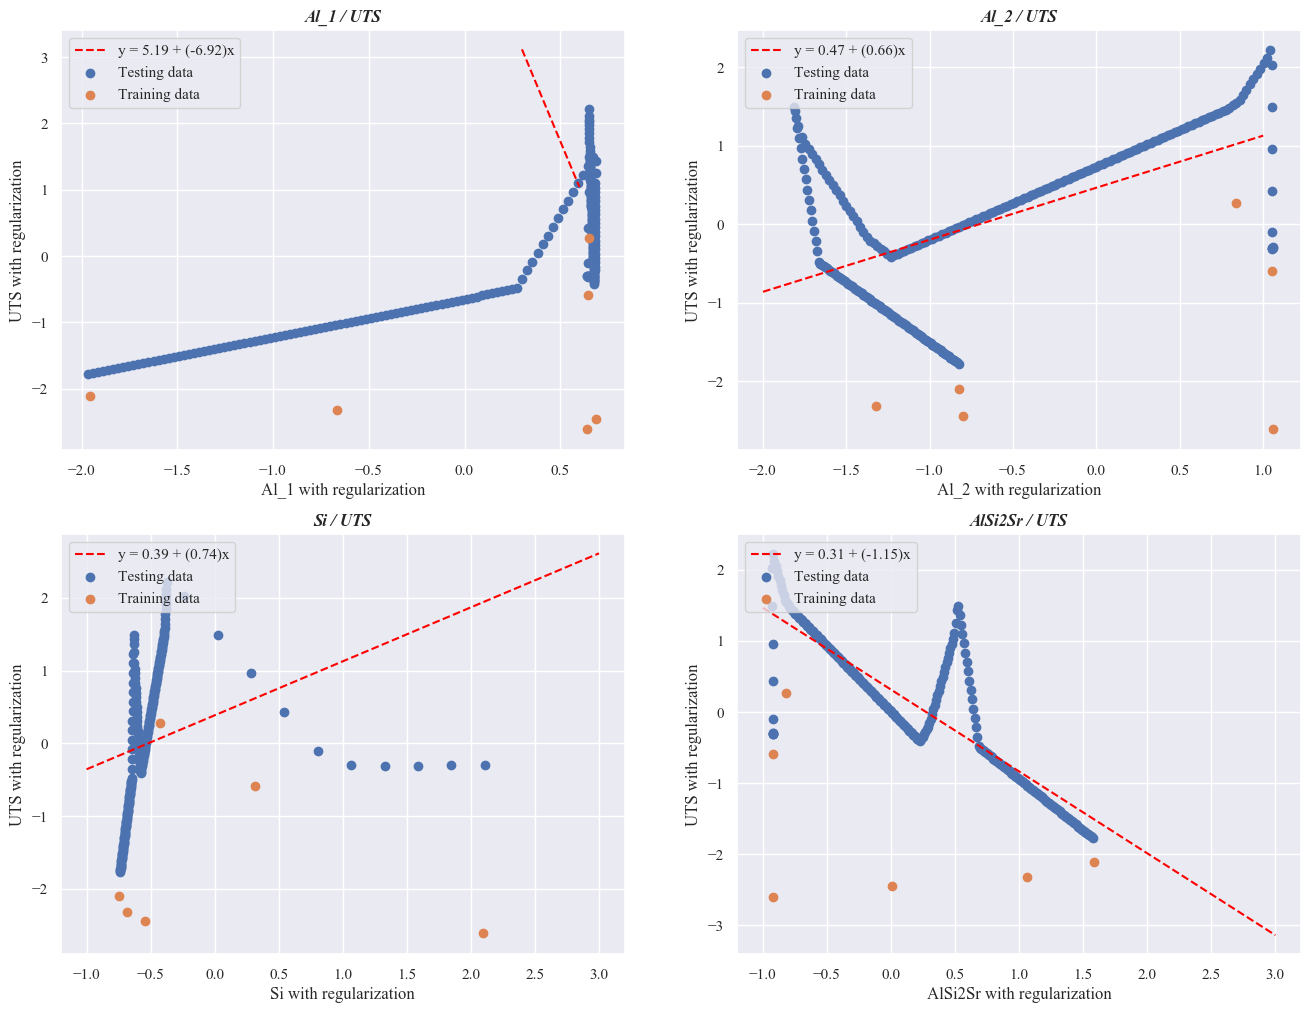 Al_1 / UTS
y = 5.19 + (-6.92)x
Testing data
Training data
3
2
1
0
−1
−2
UTS with regularization
−2.0 −1.5 −1.0 −0.5 0.0 0.5
Al_1 with regularization
Al_2 / UTS
y = 0.47 + (0.66)x
Testing data
Training data
2
1
0
−1
−2
UTS with regularization
−2.0 −1.5 −1.0 −0.5 0.0 0.5 1.0
Al_2 with regularization
Si / UTS
y = 0.39 + (0.74)x
Testing data
Training data
2
1
0
−1
−2
UTS with regularization
−1.0 −0.5 0.0 0.5 1.0 1.5 2.0 2.5 3.0
Si with regularization
AlSi2Sr / UTS
y = 0.31 + (-1.15)x
Testing data
Training data
2
1
0
−1
−2
−3
UTS with regularization
−1.0 −0.5 0.0 0.5 1.0 1.5 2.0 2.5 3.0
AlSi2Sr with regularization